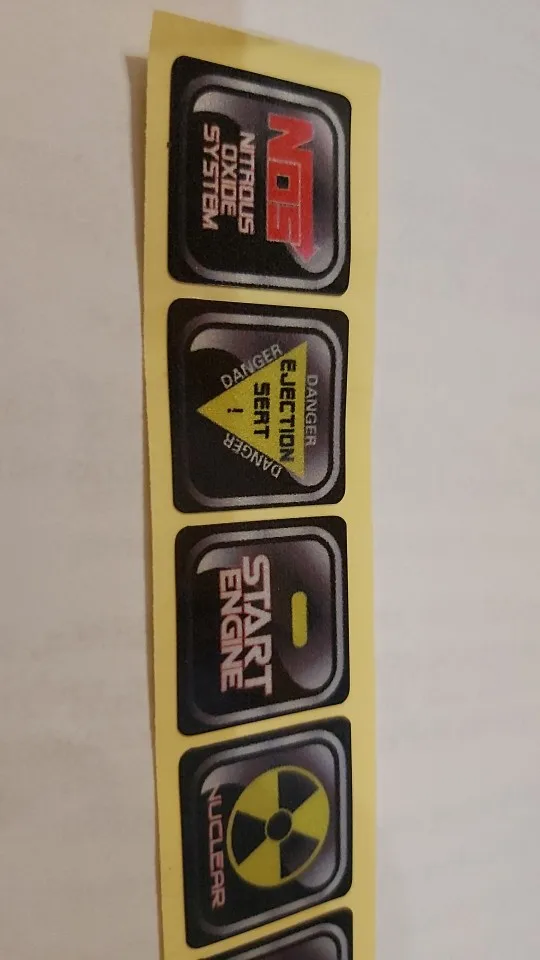 NOS
NITROUS
OXIDE
SYSTEM
DANGER
DANGER
EJECTION
SEAT
!
DANGER
START
ENGINE
NUCLEAR